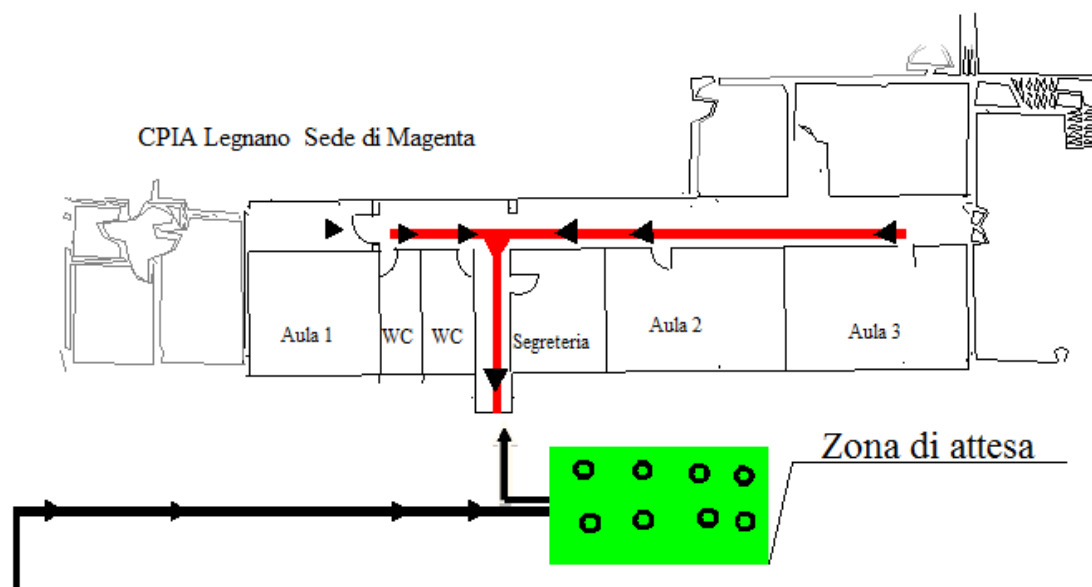 CPIA Legnano  Sede di Magenta
Aula 1
WC
WC
Segreteria
Aula 2
Aula 3
Zona di attesa